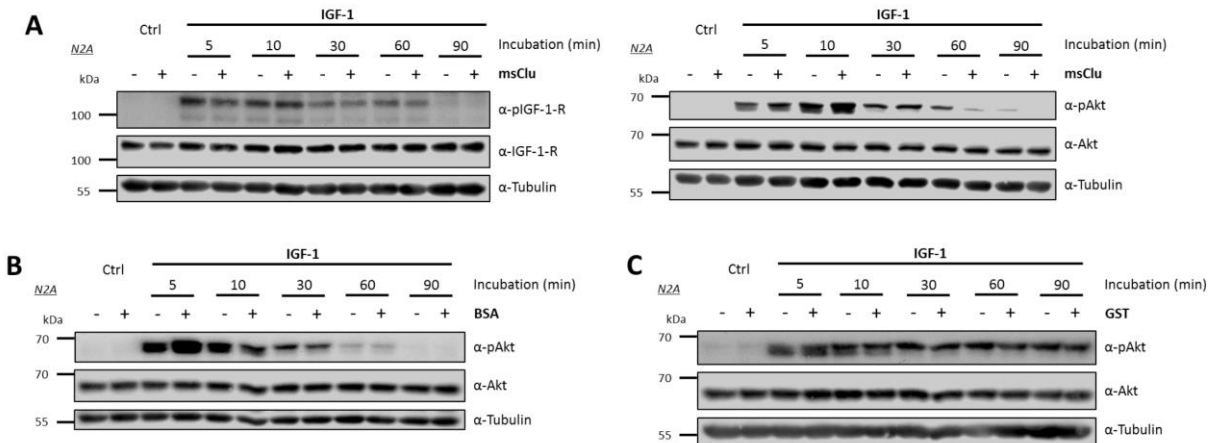 A
IGF-1
Ctrl
N2A
5 10 30 60 90 Incubation (min)
- + - + - + - + - + - + msClu
kDa
100 α-pIGF-1-R
100 α-IGF-1-R
55 α-Tubulin
IGF-1
Ctrl
N2A
5 10 30 60 90 Incubation (min)
- + - + - + - + - + - + msClu
kDa
70 α-pAkt
70 α-Akt
55 α-Tubulin
B
IGF-1
Ctrl
N2A
5 10 30 60 90 Incubation (min)
- + - + - + - + - + - + BSA
kDa
70 α-pAkt
70 α-Akt
55 α-Tubulin
C
IGF-1
Ctrl
N2A
5 10 30 60 90 Incubation (min)
- + - + - + - + - + - + GST
kDa
70 α-pAkt
70 α-Akt
55 α-Tubulin